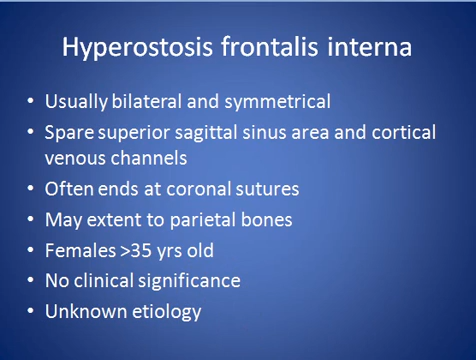 Hyperostosis frontalis interna
• Usually bilateral and symmetrical
• Spare superior sagittal sinus area and cortical
venous channels
• Often ends at coronal sutures
• May extent to parietal bones
• Females >35 yrs old
• No clinical significance
• Unknown etiology